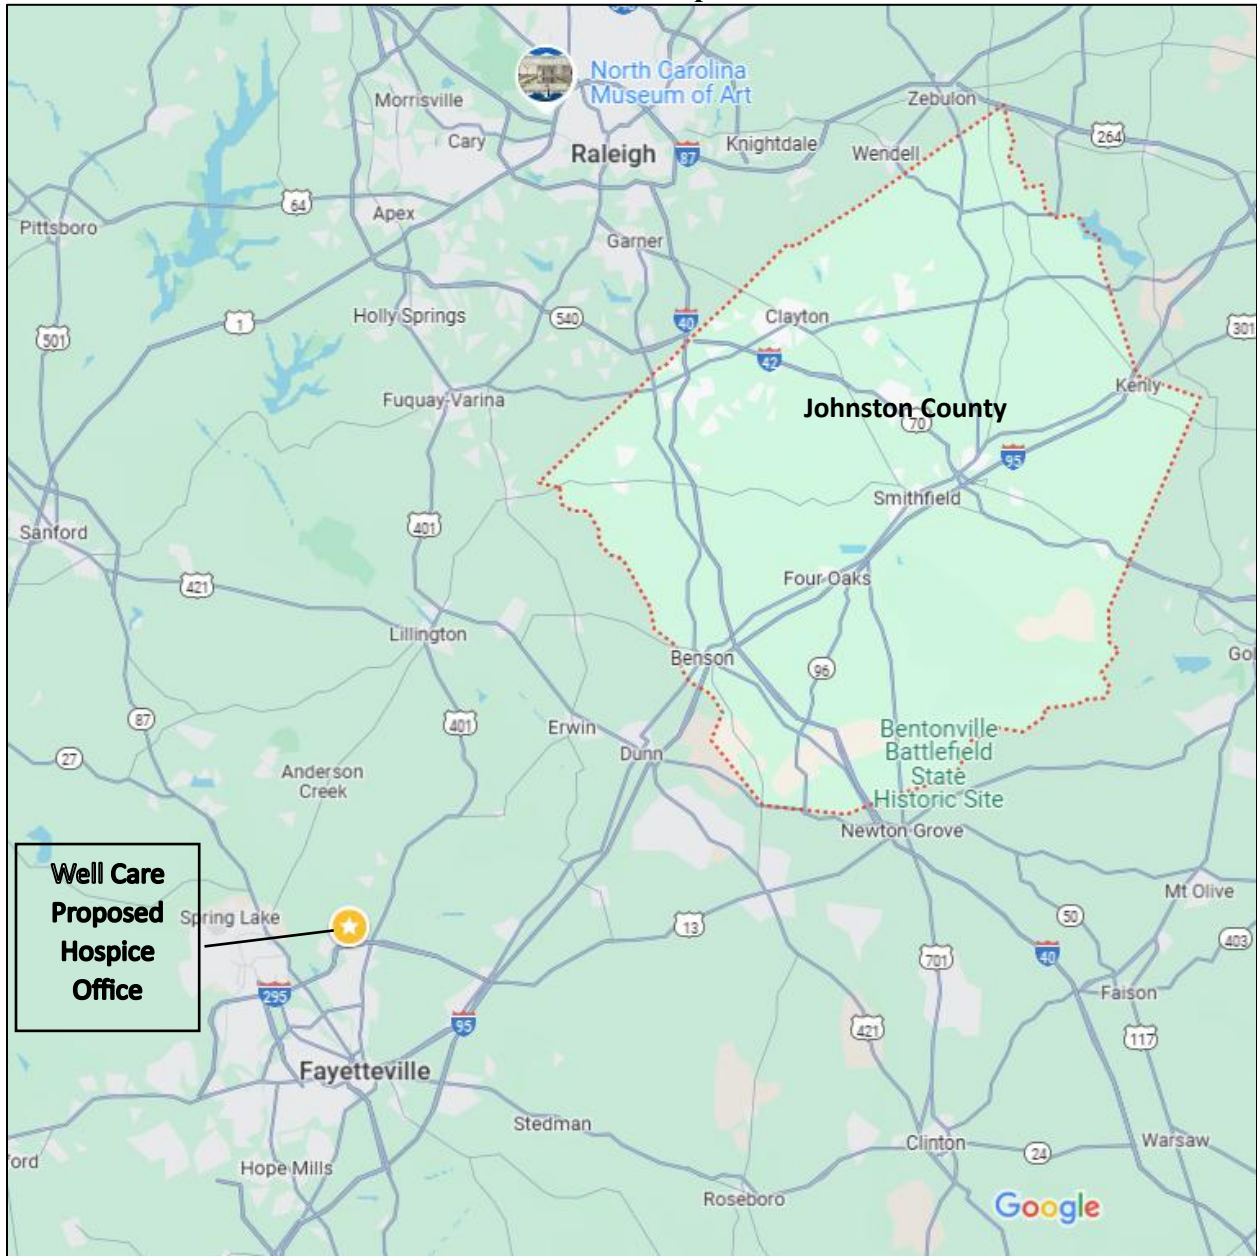 North Carolina
Museum of Art
Zebulon
Morrisville
264
Cary
Knightdale
Raleigh
87
Wendell
64
Apex
Pittsboro
Garner
1
Holly Springs
540
40
Clayton
301
501
42
Kenly
Fuquay-Varina
Johnston County
70
95
Smithfield
401
Sanford
421
Four Oaks
Lillington
Benson
Gol
96
87
401
Erwin
Bentonville
Battlefield
State
Historic Site
27
Dunn
Anderson
Creek
Newton Grove
Well Care
Proposed
Hospice
Office
Mt Olive
Spring Lake
13
50
403
701
40
295
Faison
95
421
117
Fayetteville
Stedman
Clinton
Warsaw
24
ford
Hope Mills
Roseboro
Google